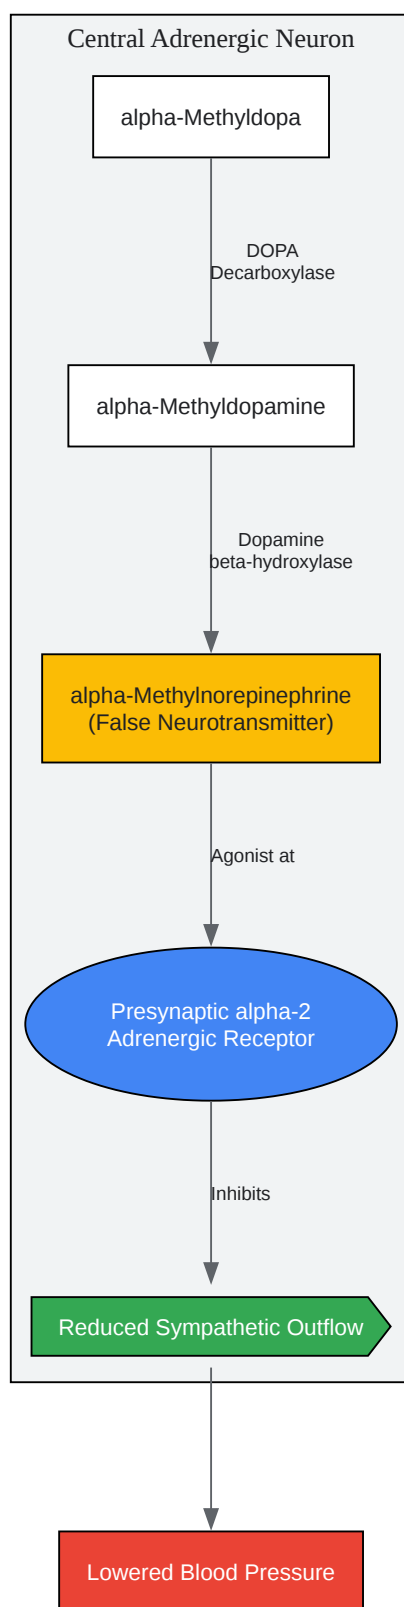 Central Adrenergic Neuron
alpha-Methyldopa
DOPA
Decarboxylase
alpha-Methyldopamine
Dopamine
beta-hydroxylase
alpha-Methylnorepinephrine
(False Neurotransmitter)
Agonist at
Presynaptic alpha-2
Adrenergic Receptor
Inhibits
Reduced Sympathetic Outflow
Lowered Blood Pressure